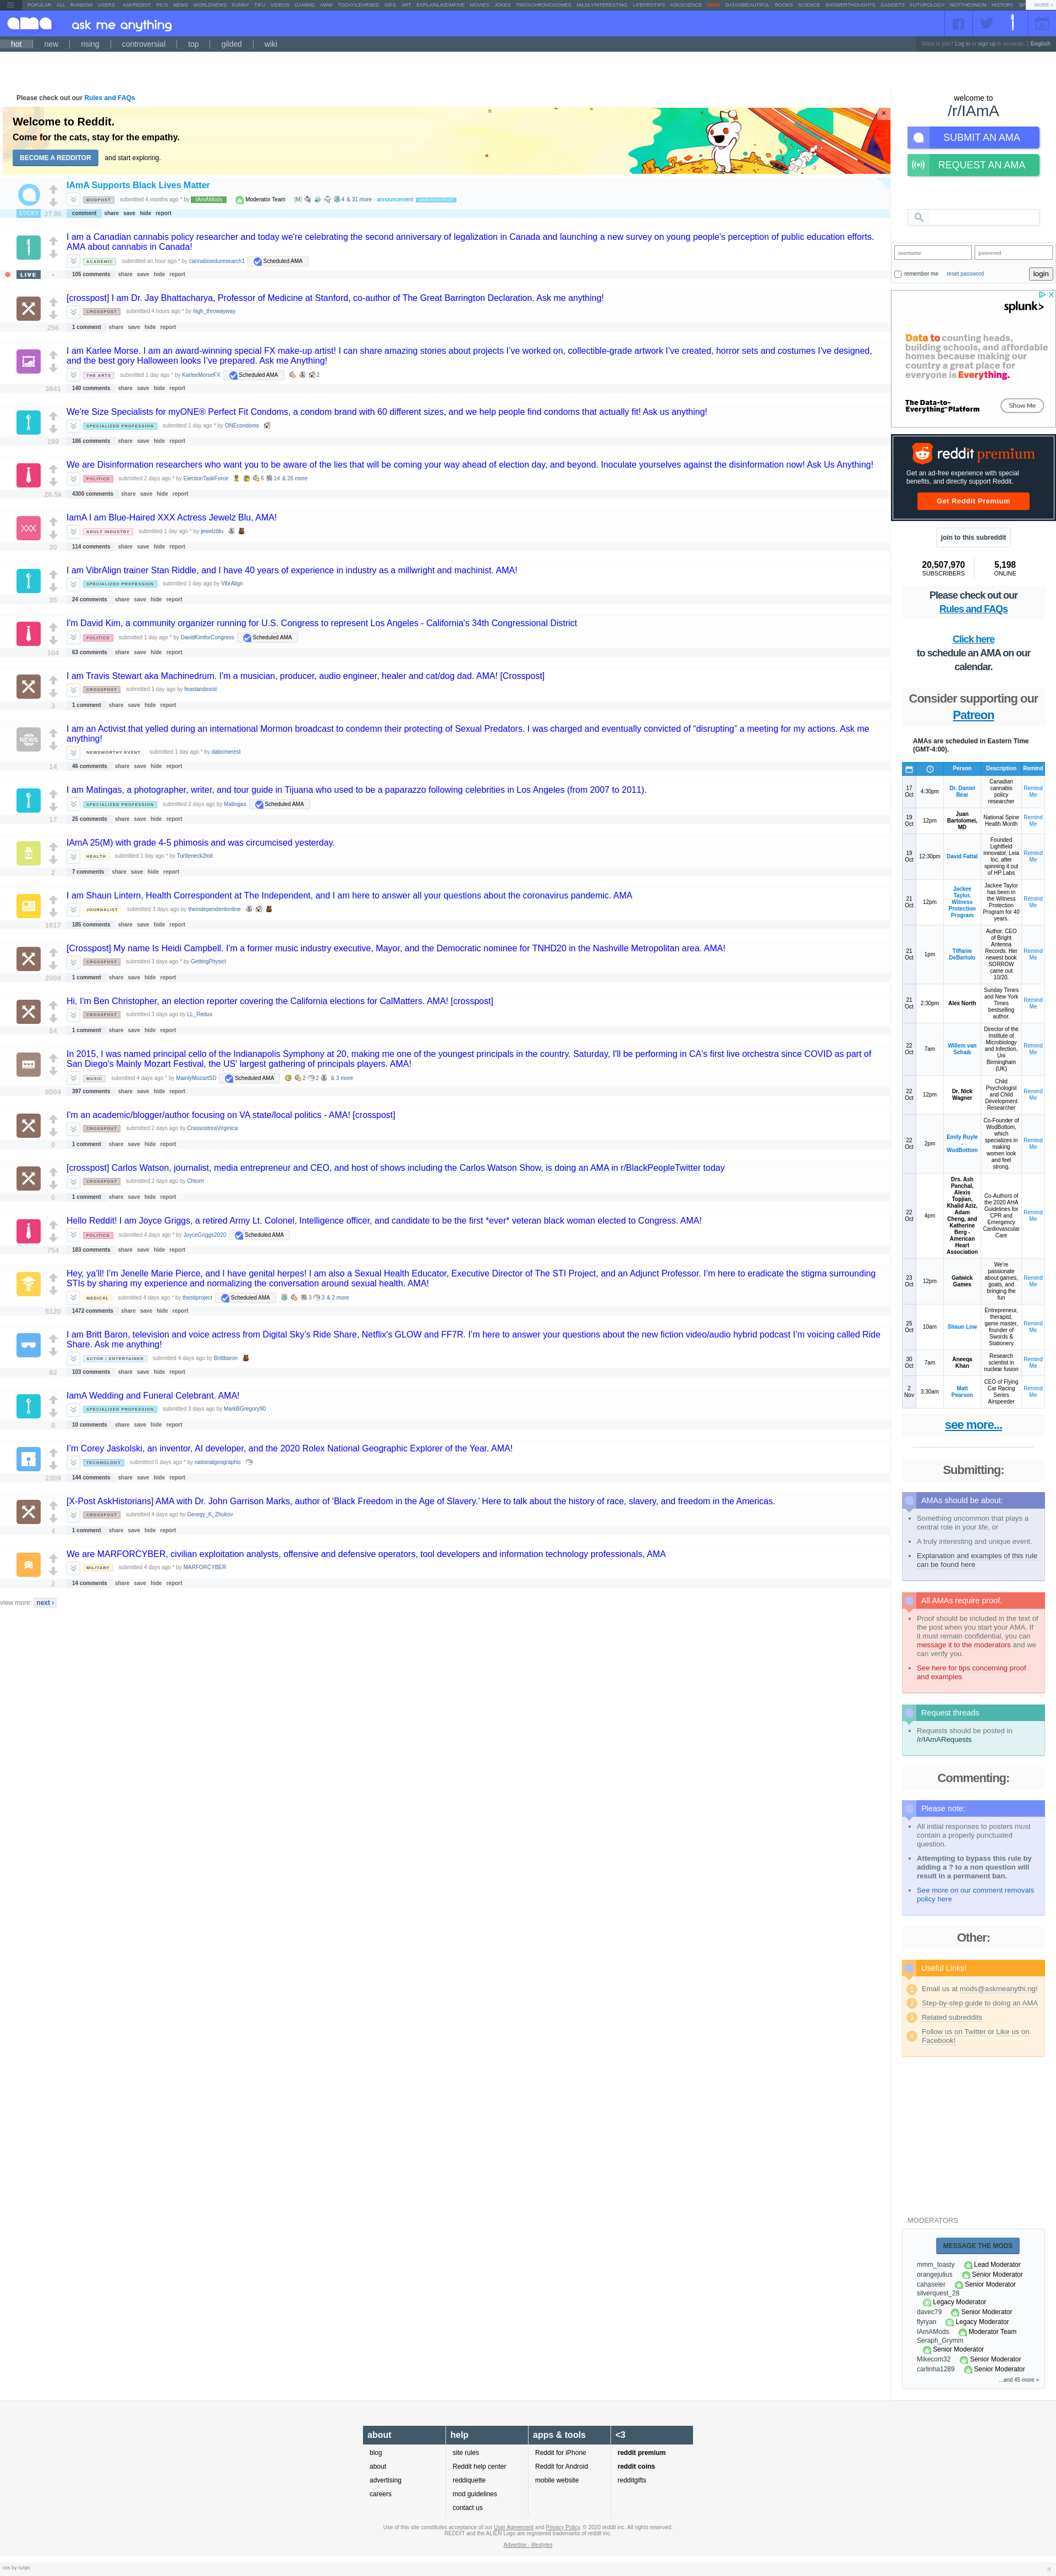 POPULAR ALL RANDOM USERS ASKREDDIT PICS NEWS WORLDNEWS FUNNY TIFU VIDEOS GAMING AWW TODAYILEARNED GIFS ART EXPLAINLIKEIMFIVE MOVIES JOKES TWOXCHROMOSOMES MILDLYINTERESTING LIFEPROTIPS ASKSCIENCE IAMA DATAISBEAUTIFUL BOOKS SCIENCE SHOWERTHOUGHTS GADGETS FUTUROLOGY NOTTHEONION HISTORY SP MORE »
ama ask me anything
hot new rising controversial top gilded wiki
Want to join? Log in or sign up in seconds. | English
Please check out our Rules and FAQs
Welcome to Reddit.
Come for the cats, stay for the empathy.
BECOME A REDDITOR and start exploring.
IAmA Supports Black Lives Matter
MODPOST submitted 4 months ago * by IAmAMods Moderator Team [M] 4 & 31 more - announcement
STICKY 27.9k comment share save hide report
I am a Canadian cannabis policy researcher and today we're celebrating the second anniversary of legalization in Canada and launching a new survey on young people's perception of public education efforts. AMA about cannabis in Canada!
ACADEMIC submitted an hour ago * by cannabiseduresearch1 Scheduled AMA
LIVE • 105 comments share save hide report
[crosspost] I am Dr. Jay Bhattacharya, Professor of Medicine at Stanford, co-author of The Great Barrington Declaration. Ask me anything!
CROSSPOST submitted 4 hours ago * by high_throwayway
256 1 comment share save hide report
I am Karlee Morse. I am an award-winning special FX make-up artist! I can share amazing stories about projects I've worked on, collectible-grade artwork I've created, horror sets and costumes I've designed, and the best gory Halloween looks I've prepared. Ask me Anything!
THE ARTS submitted 1 day ago * by KarleeMorseFX Scheduled AMA 2
3841 140 comments share save hide report
We're Size Specialists for myONE® Perfect Fit Condoms, a condom brand with 60 different sizes, and we help people find condoms that actually fit! Ask us anything!
SPECIALIZED PROFESSION submitted 1 day ago * by ONEcondoms
199 186 comments share save hide report
We are Disinformation researchers who want you to be aware of the lies that will be coming your way ahead of election day, and beyond. Inoculate yourselves against the disinformation now! Ask Us Anything!
POLITICS submitted 2 days ago * by ElectionTaskForce 6 14 & 26 more
26.5k 4300 comments share save hide report
IamA I am Blue-Haired XXX Actress Jewelz Blu, AMA!
ADULT INDUSTRY submitted 1 day ago * by jewelzblu
30 114 comments share save hide report
I am VibrAlign trainer Stan Riddle, and I have 40 years of experience in industry as a millwright and machinist. AMA!
SPECIALIZED PROFESSION submitted 1 day ago by VibrAlign
35 24 comments share save hide report
I'm David Kim, a community organizer running for U.S. Congress to represent Los Angeles - California's 34th Congressional District
POLITICS submitted 1 day ago * by DavidKimforCongress Scheduled AMA
104 63 comments share save hide report
I am Travis Stewart aka Machinedrum. I'm a musician, producer, audio engineer, healer and cat/dog dad. AMA! [Crosspost]
CROSSPOST submitted 1 day ago by feastandexist
3 1 comment share save hide report
I am an Activist that yelled during an international Mormon broadcast to condemn their protecting of Sexual Predators. I was charged and eventually convicted of "disrupting" a meeting for my actions. Ask me anything!
NEWSWORTHY EVENT submitted 1 day ago * by dabomerest
14 46 comments share save hide report
I am Matingas, a photographer, writer, and tour guide in Tijuana who used to be a paparazzo following celebrities in Los Angeles (from 2007 to 2011).
SPECIALIZED PROFESSION submitted 2 days ago by Matingas Scheduled AMA
17 25 comments share save hide report
IAmA 25(M) with grade 4-5 phimosis and was circumcised yesterday.
HEALTH submitted 1 day ago * by Turtleneck2toit
2 7 comments share save hide report
I am Shaun Lintern, Health Correspondent at The Independent, and I am here to answer all your questions about the coronavirus pandemic. AMA
JOURNALIST submitted 3 days ago by theindependentonline
1617 185 comments share save hide report
[Crosspost] My name Is Heidi Campbell. I'm a former music industry executive, Mayor, and the Democratic nominee for TNHD20 in the Nashville Metropolitan area. AMA!
CROSSPOST submitted 3 days ago * by GettingPhysicl
2004 1 comment share save hide report
Hi, I'm Ben Christopher, an election reporter covering the California elections for CalMatters. AMA! [crosspost]
CROSSPOST submitted 3 days ago by LL_Redux
64 1 comment share save hide report
In 2015, I was named principal cello of the Indianapolis Symphony at 20, making me one of the youngest principals in the country. Saturday, I'll be performing in CA's first live orchestra since COVID as part of San Diego's Mainly Mozart Festival, the US' largest gathering of principals players. AMA!
MUSIC submitted 4 days ago * by MainlyMozartSD Scheduled AMA 2 2 & 3 more
6504 397 comments share save hide report
I'm an academic/blogger/author focusing on VA state/local politics - AMA! [crosspost]
CROSSPOST submitted 2 days ago by CrassostreaVirginica
0 1 comment share save hide report
[crosspost] Carlos Watson, journalist, media entrepreneur and CEO, and host of shows including the Carlos Watson Show, is doing an AMA in r/BlackPeopleTwitter today
CROSSPOST submitted 2 days ago by Chtorrr
0 1 comment share save hide report
Hello Reddit! I am Joyce Griggs, a retired Army Lt. Colonel, Intelligence officer, and candidate to be the first *ever* veteran black woman elected to Congress. AMA!
POLITICS submitted 4 days ago * by JoyceGriggs2020 Scheduled AMA
754 183 comments share save hide report
Hey, ya'll! I'm Jenelle Marie Pierce, and I have genital herpes! I am also a Sexual Health Educator, Executive Director of The STI Project, and an Adjunct Professor. I'm here to eradicate the stigma surrounding STIs by sharing my experience and normalizing the conversation around sexual health. AMA!
MEDICAL submitted 4 days ago * by thestiproject Scheduled AMA 3 3 & 2 more
5120 1472 comments share save hide report
I am Britt Baron, television and voice actress from Digital Sky's Ride Share, Netflix's GLOW and FF7R. I'm here to answer your questions about the new fiction video/audio hybrid podcast I'm voicing called Ride Share. Ask me anything!
ACTOR / ENTERTAINER submitted 4 days ago by Brittbaron
62 103 comments share save hide report
IamA Wedding and Funeral Celebrant. AMA!
SPECIALIZED PROFESSION submitted 3 days ago by MarkBGregory90
0 10 comments share save hide report
I'm Corey Jaskolski, an inventor, AI developer, and the 2020 Rolex National Geographic Explorer of the Year. AMA!
TECHNOLOGY submitted 5 days ago * by nationalgeographic
2309 144 comments share save hide report
[X-Post AskHistorians] AMA with Dr. John Garrison Marks, author of 'Black Freedom in the Age of Slavery.' Here to talk about the history of race, slavery, and freedom in the Americas.
CROSSPOST submitted 4 days ago by Georgy_K_Zhukov
4 1 comment share save hide report
We are MARFORCYBER, civilian exploitation analysts, offensive and defensive operators, tool developers and information technology professionals, AMA
MILITARY submitted 4 days ago * by MARFORCYBER
2 14 comments share save hide report
view more: next ›
welcome to
/r/IAmA
SUBMIT AN AMA
REQUEST AN AMA
username password
remember me reset password login
splunk>
Data to counting heads,
building schools and affordable
homes because making our
country a great place for
everyone is Everything.
The Data-to-
Everything™ Platform Show Me
reddit premium
Get an ad-free experience with special
benefits, and directly support Reddit.
Get Reddit Premium
join to this subreddit
20,507,970 5,198
SUBSCRIBERS ONLINE
Please check out our
Rules and FAQs
Click here
to schedule an AMA on our
calendar.
Consider supporting our
Patreon
AMAs are scheduled in Eastern Time
(GMT-4:00).
Person Description Remind
17 Oct 4:30pm Dr. Daniel Bear Canadian cannabis policy researcher Remind Me
19 Oct 12pm Juan Bartolomei, MD National Spine Health Month Remind Me
19 Oct 12:30pm David Fattal Founded Lightfield innovator, Leia Inc, after spinning it out of HP Labs Remind Me
21 Oct 12pm Jackee Taylor, Witness Protection Program Jackee Taylor has been in the Witness Protection Program for 40 years. Remind Me
21 Oct 1pm Tiffanie DeBartolo Author. CEO of Bright Antenna Records. Her newest book SORROW came out 10/20. Remind Me
21 Oct 2:30pm Alex North Sunday Times and New York Times bestselling author. Remind Me
22 Oct 7am Willem van Schaik Director of the Institute of Microbiology and Infection, Uni Birmingham (UK) Remind Me
22 Oct 12pm Dr. Nick Wagner Child Psychologist and Child Development Researcher Remind Me
22 Oct 2pm Emily Ruyle - WodBottom Co-Founder of WodBottom, which specializes in making women look and feel strong. Remind Me
22 Oct 4pm Drs. Ash Panchal, Alexis Topjian, Khalid Aziz, Adam Cheng, and Katherine Berg - American Heart Association Co-Authors of the 2020 AHA Guidelines for CPR and Emergency Cardiovascular Care Remind Me
23 Oct 12pm Gatwick Games We're passionate about games, goats, and bringing the fun Remind Me
25 Oct 10am Shaun Low Entrepreneur, therapist, game master, founder of Swords & Stationery Remind Me
30 Oct 7am Aneeqa Khan Research scientist in nuclear fusion Remind Me
2 Nov 3:30am Matt Pearson CEO of Flying Car Racing Series Airspeeder Remind Me
see more...
Submitting:
AMAs should be about:
Something uncommon that plays a
central role in your life, or
A truly interesting and unique event.
Explanation and examples of this rule
can be found here
All AMAs require proof.
Proof should be included in the text of
the post when you start your AMA. If
it must remain confidential, you can
message it to the moderators and we
can verify you.
See here for tips concerning proof
and examples
Request threads
Requests should be posted in
/r/IAmARequests
Commenting:
Please note:
All initial responses to posters must
contain a properly punctuated
question.
Attempting to bypass this rule by
adding a ? to a non question will
result in a permanent ban.
See more on our comment removals
policy here
Other:
Useful Links!
1 Email us at mods@askmeanythi.ng!
2 Step-by-step guide to doing an AMA
3 Related subreddits
4 Follow us on Twitter or Like us on
Facebook!
MODERATORS
MESSAGE THE MODS
mmm_toasty Lead Moderator
orangejulius Senior Moderator
cahaseler Senior Moderator
silverquest_28
Legacy Moderator
davec79 Senior Moderator
flyryan Legacy Moderator
IAmAMods Moderator Team
Seraph_Grymm
Senior Moderator
Mikecom32 Senior Moderator
carlinha1289 Senior Moderator
...and 45 more »
about help apps & tools <3
blog site rules Reddit for iPhone reddit premium
about Reddit help center Reddit for Android reddit coins
advertising reddiquette mobile website redditgifts
careers mod guidelines
contact us
Use of this site constitutes acceptance of our User Agreement and Privacy Policy. © 2020 reddit inc. All rights reserved.
REDDIT and the ALIEN Logo are registered trademarks of reddit inc.
Advertise - lifestyles